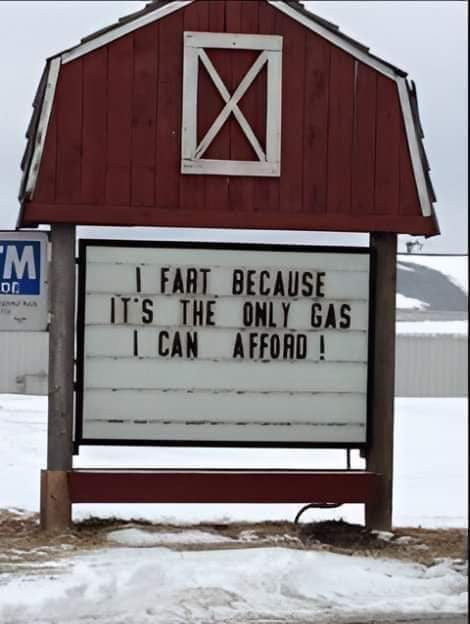 I FART BECAUSE
IT'S THE ONLY GAS
I CAN AFFORD !
M